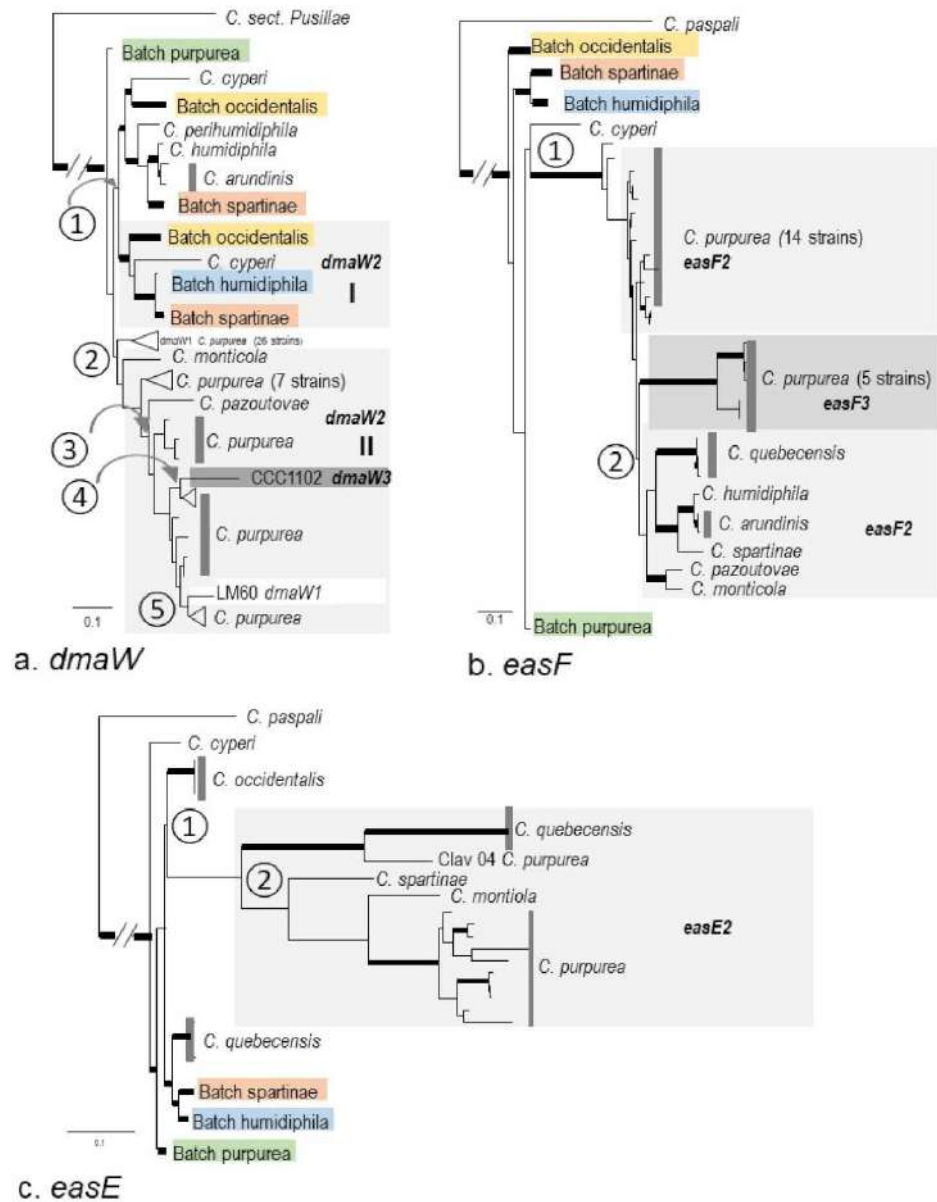 C. sect. Pusillae
Batch purpurea
C. cyperi
Batch occidentalis
C. perihumidiphila
C. humidiphila
C. arundinis
1
Batch spartinae
Batch occidentalis
C. cyperi
dmaW2
Batch humidiphila
I
Batch spartinae
2
dmaW1 C. purpurea (26 strains)
C. monticola
C. purpurea (7 strains)
C. pazoutovae
dmaW2
3
C. purpurea
II
4
CCC1102 dmaW3
C. purpurea
LM60 dmaW1
5
C. purpurea
0.1
a. dmaW
C. paspali
Batch occidentalis
Batch spartinae
Batch humidiphila
C. cyperi
1
C. purpurea (14 strains)
easF2
C. purpurea (5 strains)
easF3
2
C. quebecensis
C. humidiphila
C. arundinis
easF2
C. spartinae
C. pazoutovae
C. monticola
0.1
Batch purpurea
b. easF
C. paspali
C. cyperi
C. occidentalis
1
C. quebecensis
Clav 04 C. purpurea
2
C. spartinae
C. montiola
easE2
C. purpurea
C. quebecensis
Batch spartinae
Batch humidiphila
0.1
Batch purpurea
c. easE